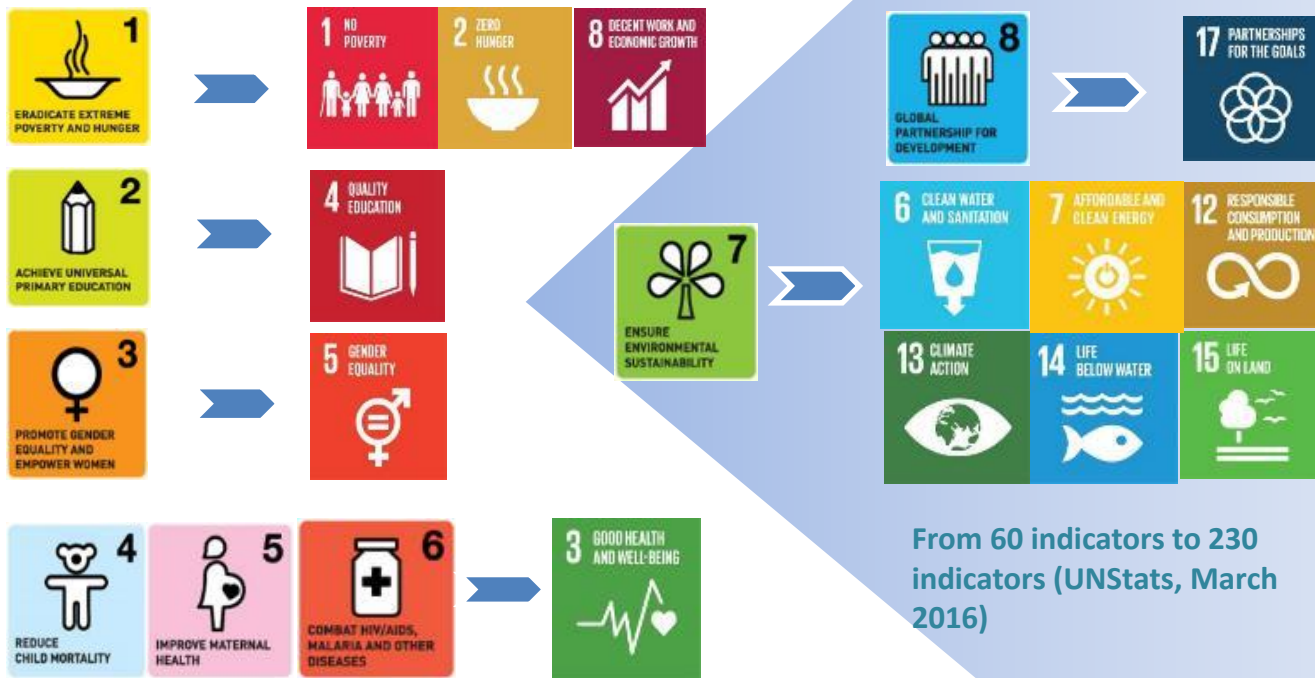 1
ERADICATE EXTREME
POVERTY AND HUNGER
1 NO
POVERTY
2 ZERO
HUNGER
8 DECENT WORK AND
ECONOMIC GROWTH
8
GLOBAL
PARTNERSHIP FOR
DEVELOPMENT
17 PARTNERSHIPS
FOR THE GOALS
2
ACHIEVE UNIVERSAL
PRIMARY EDUCATION
4 QUALITY
EDUCATION
7
ENSURE
ENVIRONMENTAL
SUSTAINABILITY
6 CLEAN WATER
AND SANITATION
7 AFFORDABLE AND
CLEAN ENERGY
12 RESPONSIBLE
CONSUMPTION
AND PRODUCTION
3
PROMOTE GENDER
EQUALITY AND
EMPOWER WOMEN
5 GENDER
EQUALITY
13 CLIMATE
ACTION
14 LIFE
BELOW WATER
15 LIFE
ON LAND
4
REDUCE
CHILD MORTALITY
5
IMPROVE MATERNAL
HEALTH
6
COMBAT HIV/AIDS,
MALARIA AND OTHER
DISEASES
3 GOOD HEALTH
AND WELL-BEING
From 60 indicators to 230
indicators (UNStats, March
2016)